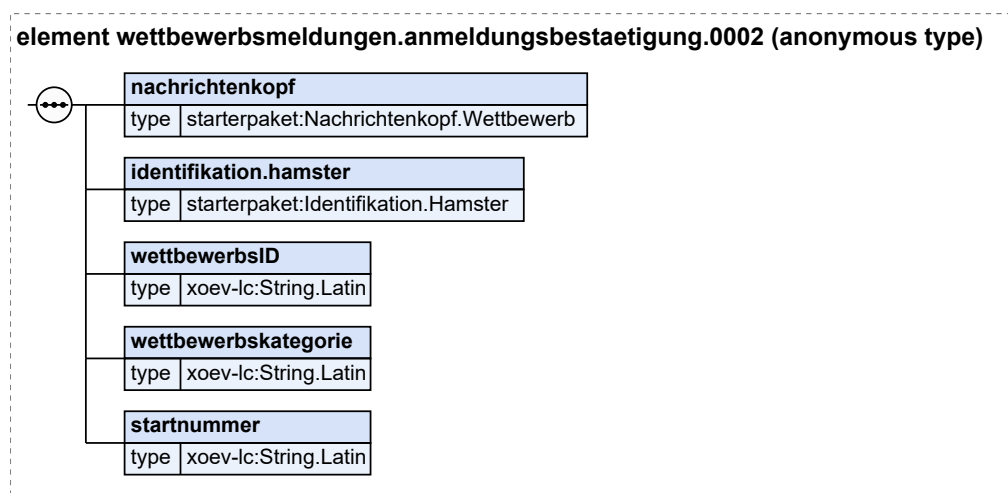 element wettbewerbsmeldungen.anmeldungsbestaetigung.0002 (anonymous type)
nachrichtenkopf
type starterpaket:Nachrichtenkopf.Wettbewerb
identifikation.hamster
type starterpaket:Identifikation.Hamster
wettbewerbsID
type xoev-lc:String.Latin
wettbewerbskategorie
type xoev-lc:String.Latin
startnummer
type xoev-lc:String.Latin